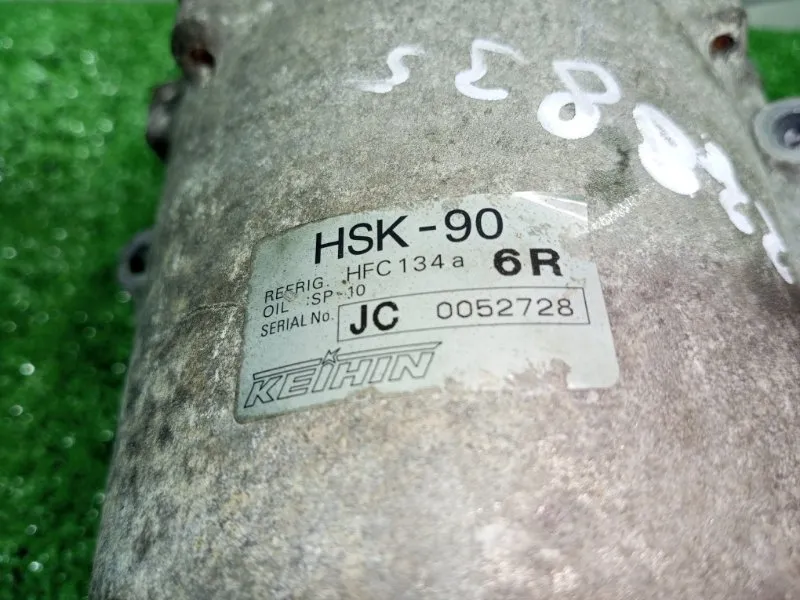 HSK-90
REFRIG. HFC134a 6R
OIL :SP-10
SERIAL No. JC 0052728
KEIHIN